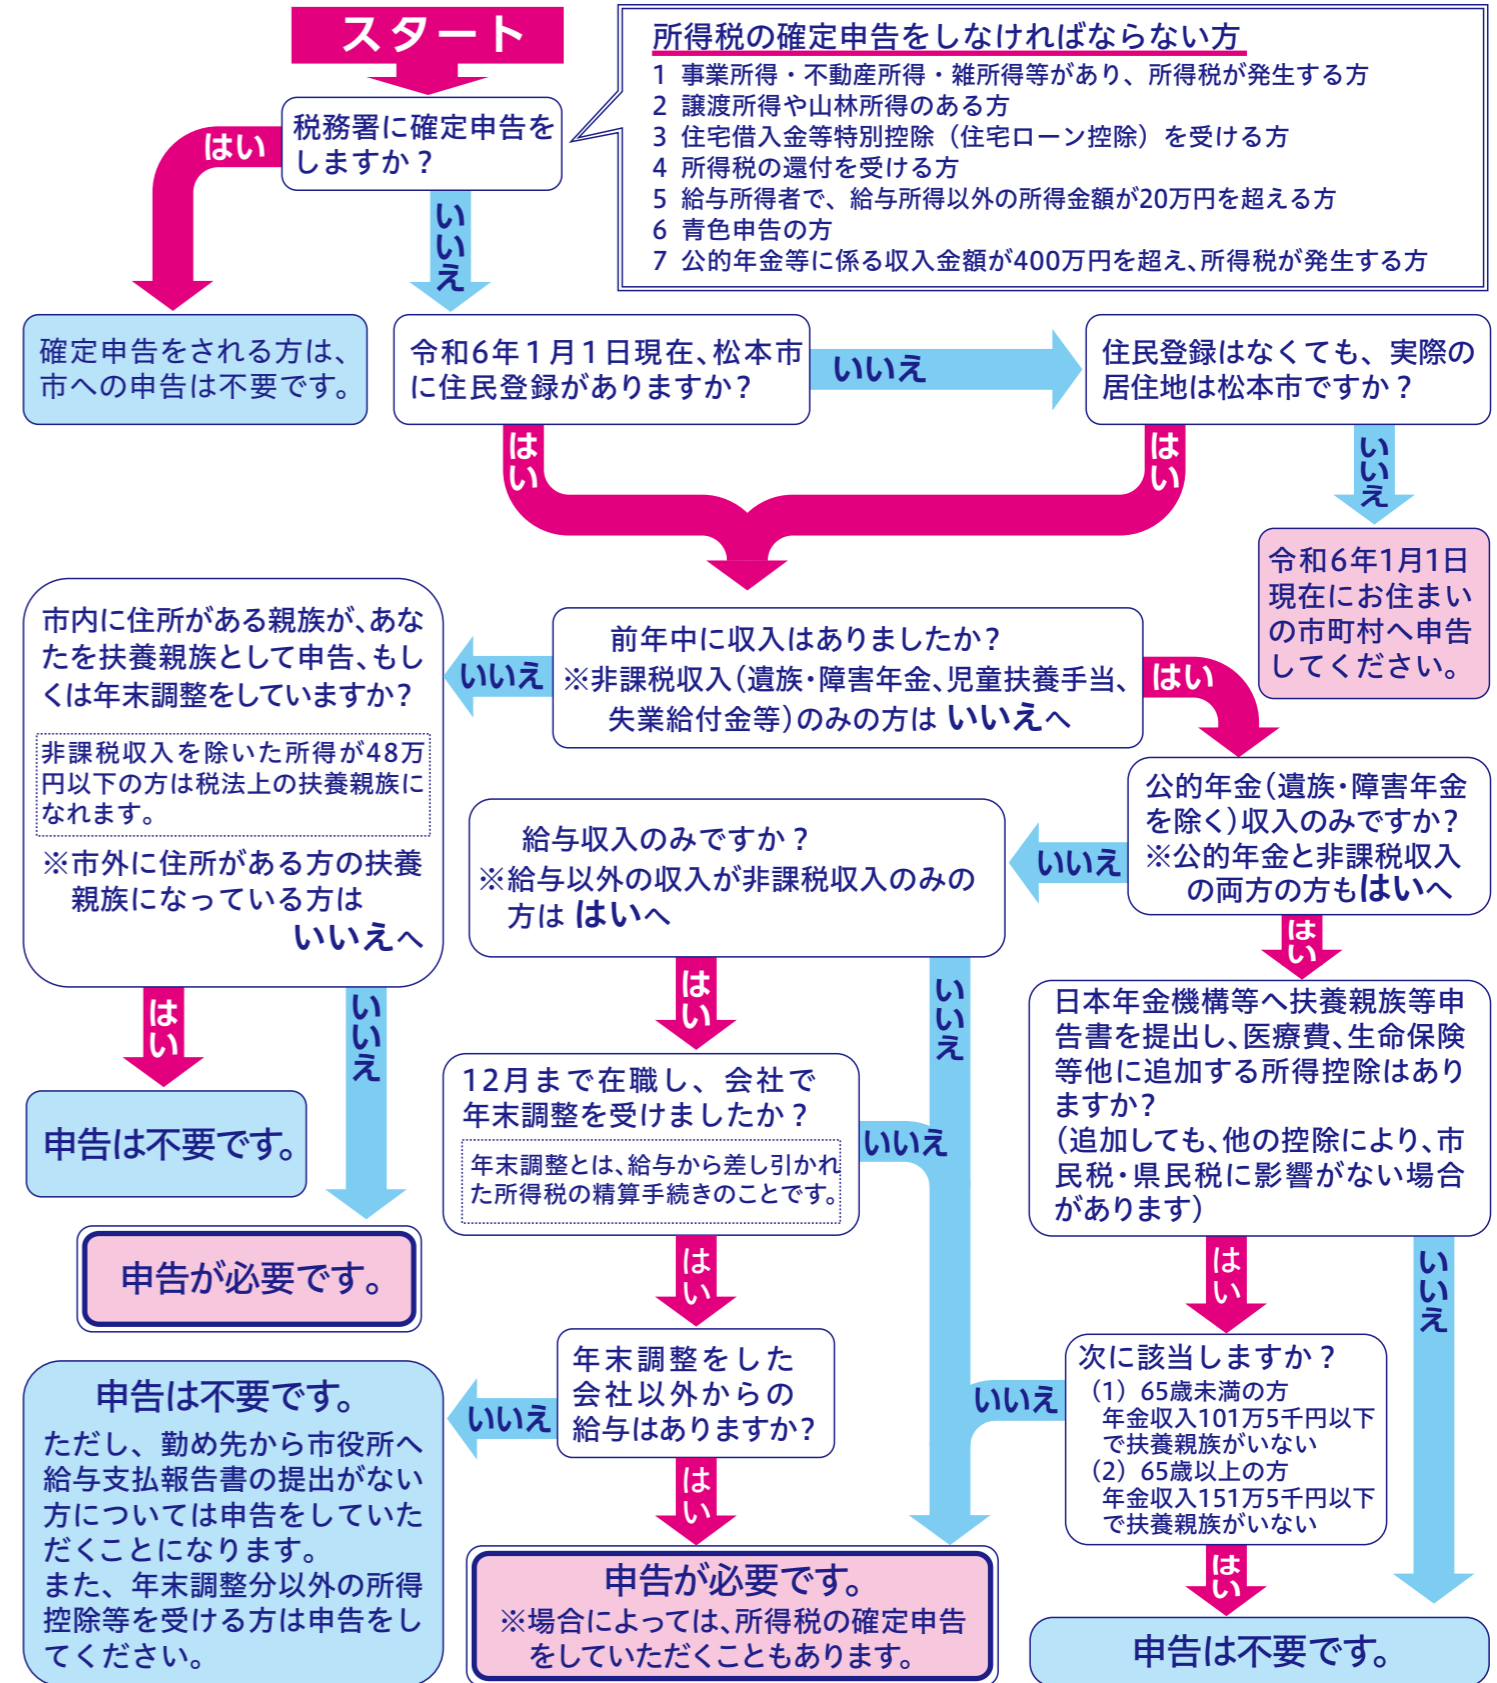 スタート
所得税の確定申告をしなければならない方
1 事業所得・不動産所得・雑所得等があり、所得税が発生する方
2 譲渡所得や山林所得のある方
3 住宅借入金等特別控除（住宅ローン控除）を受ける方
4 所得税の還付を受ける方
5 給与所得者で、給与所得以外の所得金額が20万円を超える方
6 青色申告の方
7 公的年金等に係る収入金額が400万円を超え、所得税が発生する方
税務署に確定申告を
しますか？
はい
いいえ
確定申告をされる方は、
市への申告は不要です。
令和6年1月1日現在、松本市
に住民登録がありますか？
いいえ
住民登録はなくても、実際の
居住地は松本市ですか？
はい
はい
いいえ
令和6年1月1日
現在にお住まい
の市町村へ申告
してください。
前年中に収入はありましたか？
※非課税収入（遺族・障害年金、児童扶養手当、
失業給付金等）のみの方は いいえへ
いいえ
はい
市内に住所がある親族が、あな
たを扶養親族として申告、もし
くは年末調整をしていますか？
非課税収入を除いた所得が48万
円以下の方は税法上の扶養親族に
なれます。
※市外に住所がある方の扶養
親族になっている方は
いいえへ
はい
いいえ
申告は不要です。
申告が必要です。
公的年金（遺族・障害年金
を除く）収入のみですか？
※公的年金と非課税収入
の両方の方もはいへ
いいえ
はい
給与収入のみですか？
※給与以外の収入が非課税収入のみの
方は はいへ
はい
いいえ
12月まで在職し、会社で
年末調整を受けましたか？
年末調整とは、給与から差し引かれ
た所得税の精算手続きのことです。
いいえ
はい
年末調整をした
会社以外からの
給与はありますか？
いいえ
はい
申告は不要です。
ただし、勤め先から市役所へ
給与支払報告書の提出がない
方については申告をしていた
だくことになります。
また、年末調整分以外の所得
控除等を受ける方は申告をし
てください。
申告が必要です。
※場合によっては、所得税の確定申告
をしていただくこともあります。
日本年金機構等へ扶養親族等申
告書を提出し、医療費、生命保険
等他に追加する所得控除はあり
ますか？
（追加しても、他の控除により、市
民税・県民税に影響がない場合
があります）
はい
いいえ
次に該当しますか？
（1）65歳未満の方
年金収入101万5千円以下
で扶養親族がいない
（2）65歳以上の方
年金収入151万5千円以下
で扶養親族がいない
いいえ
はい
申告は不要です。